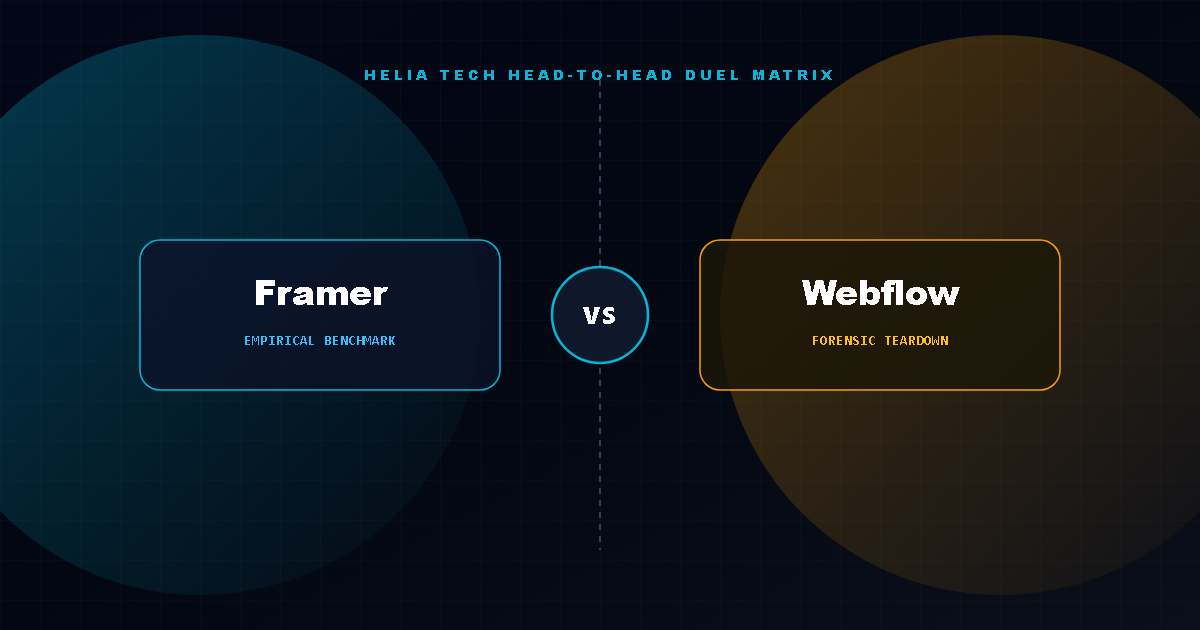 HELIA TECH HEAD-TO-HEAD DUEL MATRIX
Framer
EMPIRICAL BENCHMARK
VS
Webflow
FORENSIC TEARDOWN